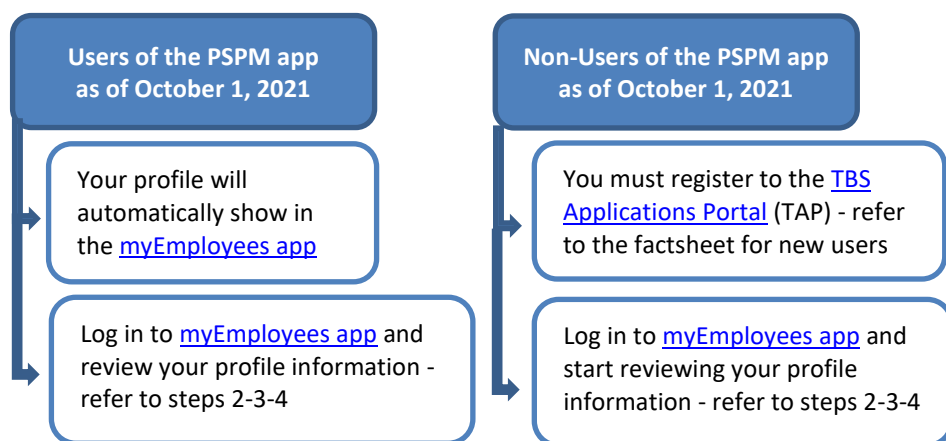 Users of the PSPM app
as of October 1, 2021
Your profile will
automatically show in
the myEmployees app
Log in to myEmployees app and
review your profile information -
refer to steps 2-3-4
Non-Users of the PSPM app
as of October 1, 2021
You must register to the TBS
Applications Portal (TAP) - refer
to the factsheet for new users
Log in to myEmployees app and
start reviewing your profile
information - refer to steps 2-3-4